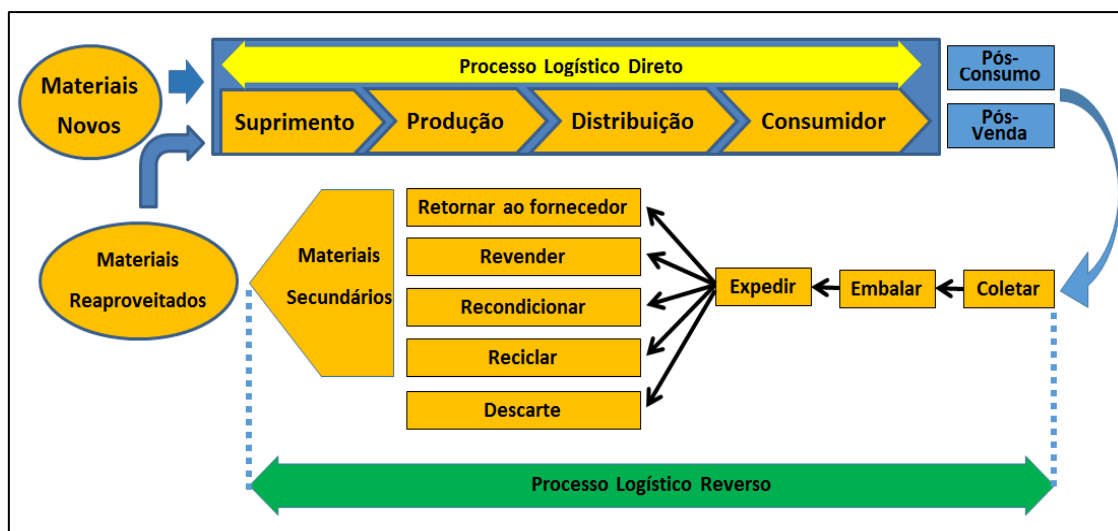 Materiais
Novos
Processo Logístico Direto
Suprimento
Produção
Distribuição
Consumidor
Pós-
Consumo
Pós-
Venda
Materiais
Reaproveitados
Materiais
Secundários
Retornar ao fornecedor
Revender
Recondicionar
Reciclar
Descarte
Expedir
Embalar
Coletar
Processo Logístico Reverso